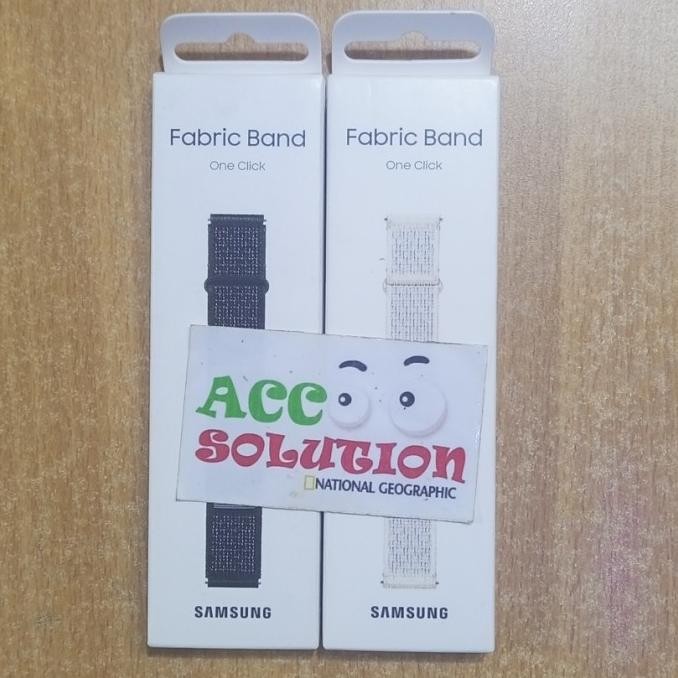 Fabric Band
One Click
Fabric Band
One Click
ACC
SOLUTION
NATIONAL GEOGRAPHIC
SAMSUNG
SAMSUNG